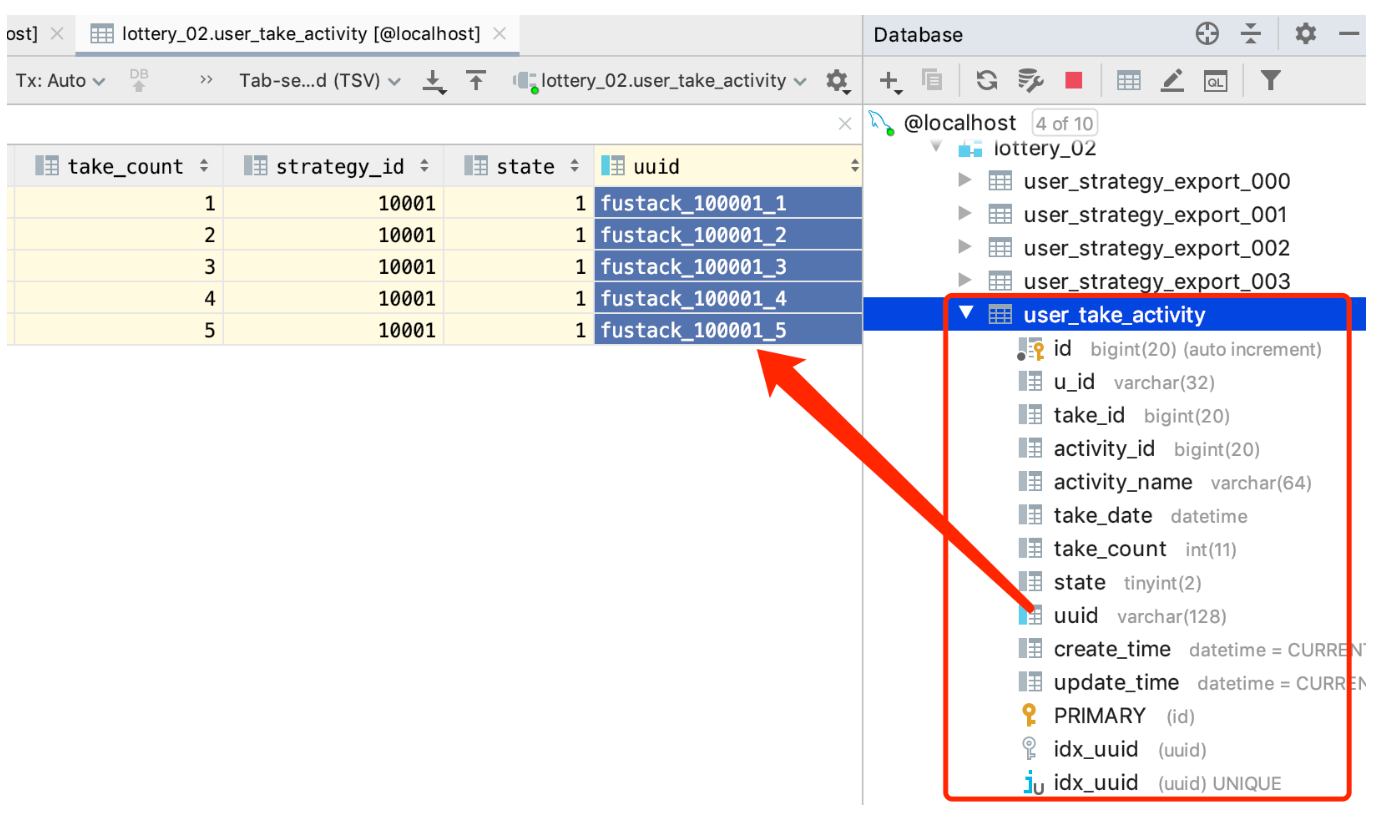 ost]
lottery_02.user_take_activity [@localhost]
Database
Tx: Auto
DB
Tab-se...d (TSV)
lottery_02.user_take_activity
QL
@localhost 4 of 10
take_count strategy_id state uuid
1 10001 1 fustack_100001_1
2 10001 1 fustack_100001_2
3 10001 1 fustack_100001_3
4 10001 1 fustack_100001_4
5 10001 1 fustack_100001_5
lottery_02
user_strategy_export_000
user_strategy_export_001
user_strategy_export_002
user_strategy_export_003
user_take_activity
id bigint(20) (auto increment)
u_id varchar(32)
take_id bigint(20)
activity_id bigint(20)
activity_name varchar(64)
take_date datetime
take_count int(11)
state tinyint(2)
uuid varchar(128)
create_time datetime = CURRENT
update_time datetime = CURREN
PRIMARY (id)
idx_uuid (uuid)
idx_uuid (uuid) UNIQUE